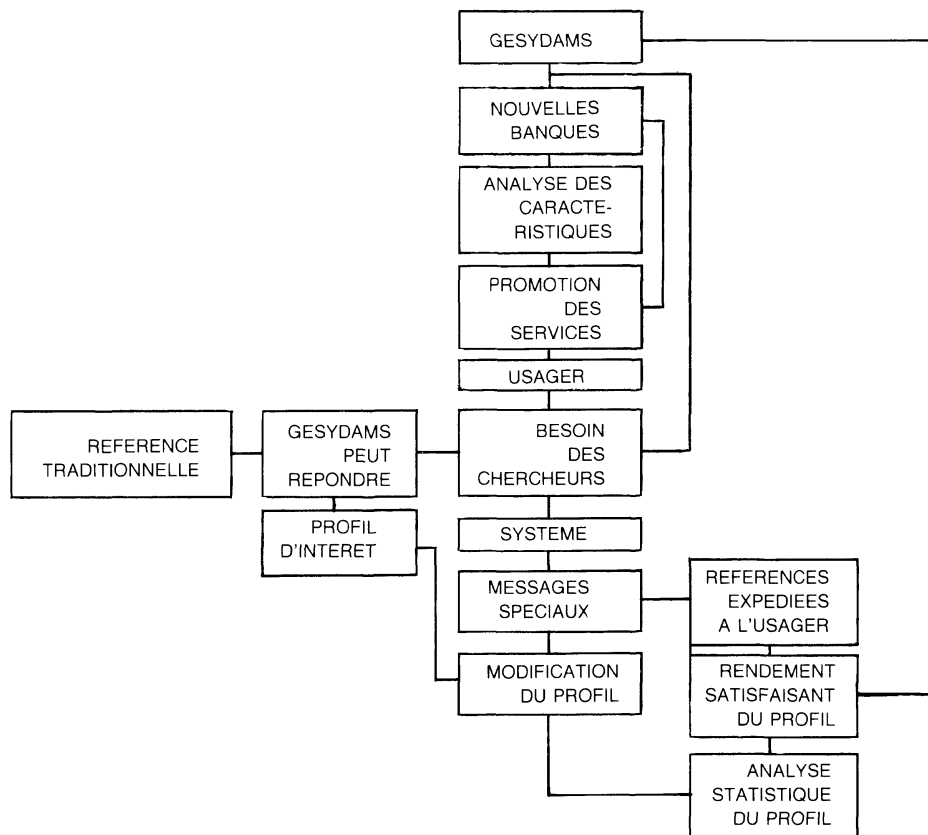 GESYDAMS
NOUVELLES
BANQUES
ANALYSE DES
CARACTE-
RISTIQUES
PROMOTION
DES
SERVICES
USAGER
REFERENCE
TRADITIONNELLE
GESYDAMS
PEUT
REPONDRE
BESOIN
DES
CHERCHEURS
PROFIL
D'INTERET
SYSTEME
MESSAGES
SPECIAUX
REFERENCES
EXPEDIEES
A L'USAGER
MODIFICATION
DU PROFIL
RENDEMENT
SATISFAISANT
DU PROFIL
ANALYSE
STATISTIQUE
DU PROFIL